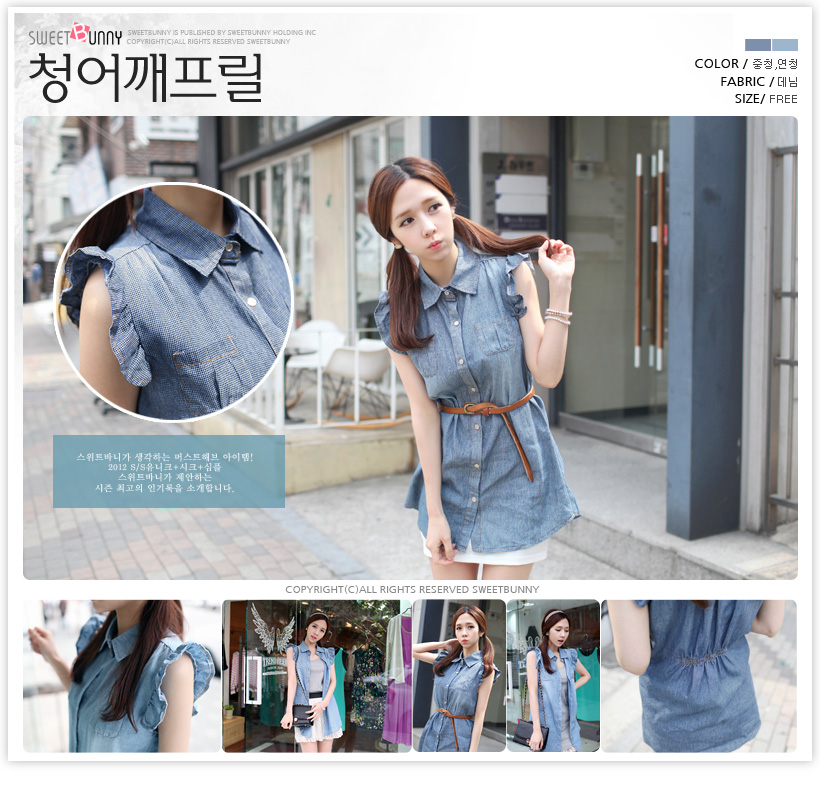 SWEETBUNNY
SWEETBUNNY IS PUBLISHED BY SWEETBUNNY HOLDING INC
COPYRIGHT(C)ALL RIGHTS RESERVED SWEETBUNNY
청어깨프릴
COLOR / 중청,연청
FABRIC / 데님
SIZE/ FREE
스위트바니가 생각하는 머스트해브 아이템!
2012 S/S유니크+시크+심플
스위트바니가 제안하는
시즌 최고의 인기룩을 소개합니다.
COPYRIGHT(C)ALL RIGHTS RESERVED SWEETBUNNY